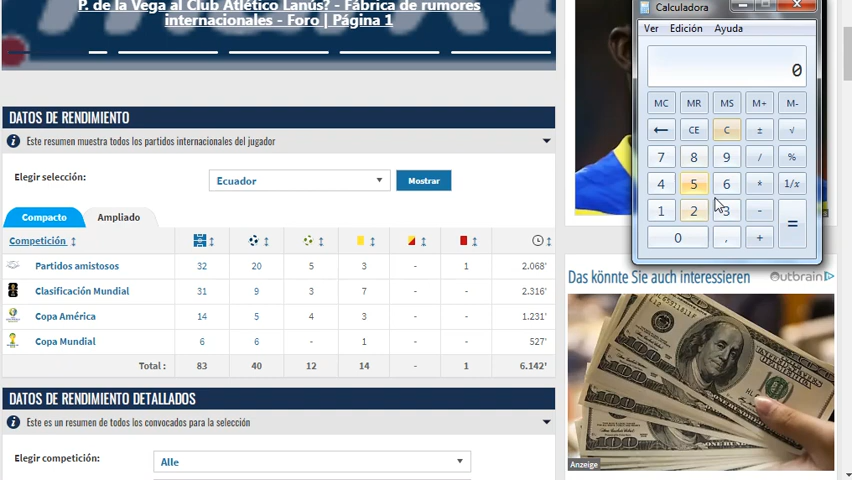 P. de la Vega al Club Atlético Lanús? - Fábrica de rumores
internacionales - Foro | Página 1
DATOS DE RENDIMIENTO
Este resumen muestra todos los partidos internacionales del jugador
Elegir selección: Ecuador Mostrar
Compacto Ampliado
Competición
Partidos amistosos 32 20 5 3 - 1 2.068'
Clasificación Mundial 31 9 3 7 - - 2.316'
Copa América 14 5 4 3 - - 1.231'
Copa Mundial 6 6 - 1 - - 527'
Total : 83 40 12 14 - 1 6.142'
DATOS DE RENDIMIENTO DETALLADOS
Este es un resumen de todos los convocados para la selección
Elegir competición: Alle
Calculadora
Ver Edición Ayuda
0
MC MR MS M+ M-
← CE C ± √
7 8 9 / %
4 5 6 * 1/x
1 2 3 - =
0 , +
Das könnte Sie auch interessieren
outbrain
Anzeige